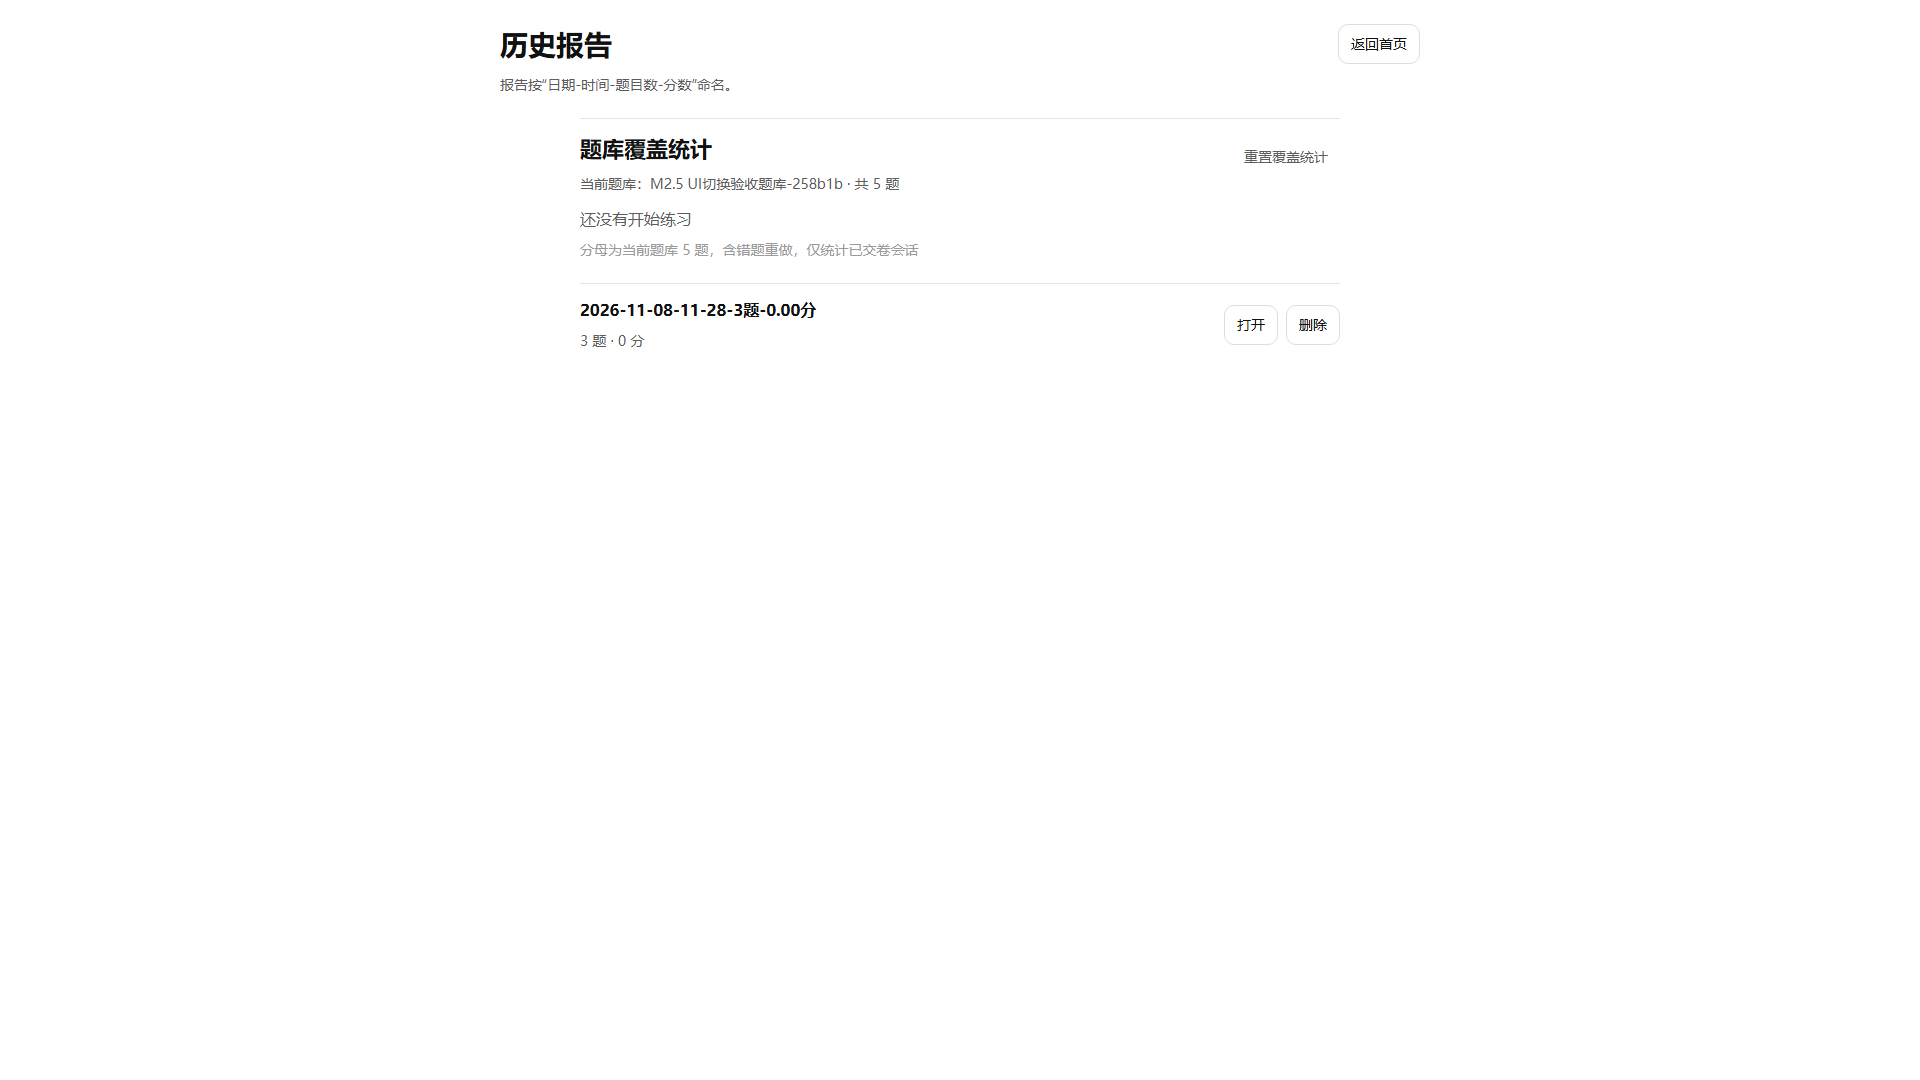 历史报告
返回首页
报告按“日期-时间-题目数-分数”命名。
题库覆盖统计
重置覆盖统计
当前题库：M2.5 UI切换验收题库-258b1b · 共 5 题
还没有开始练习
分母为当前题库 5 题，含错题重做，仅统计已交卷会话
2026-11-08-11-28-3题-0.00分
打开 删除
3 题 · 0 分